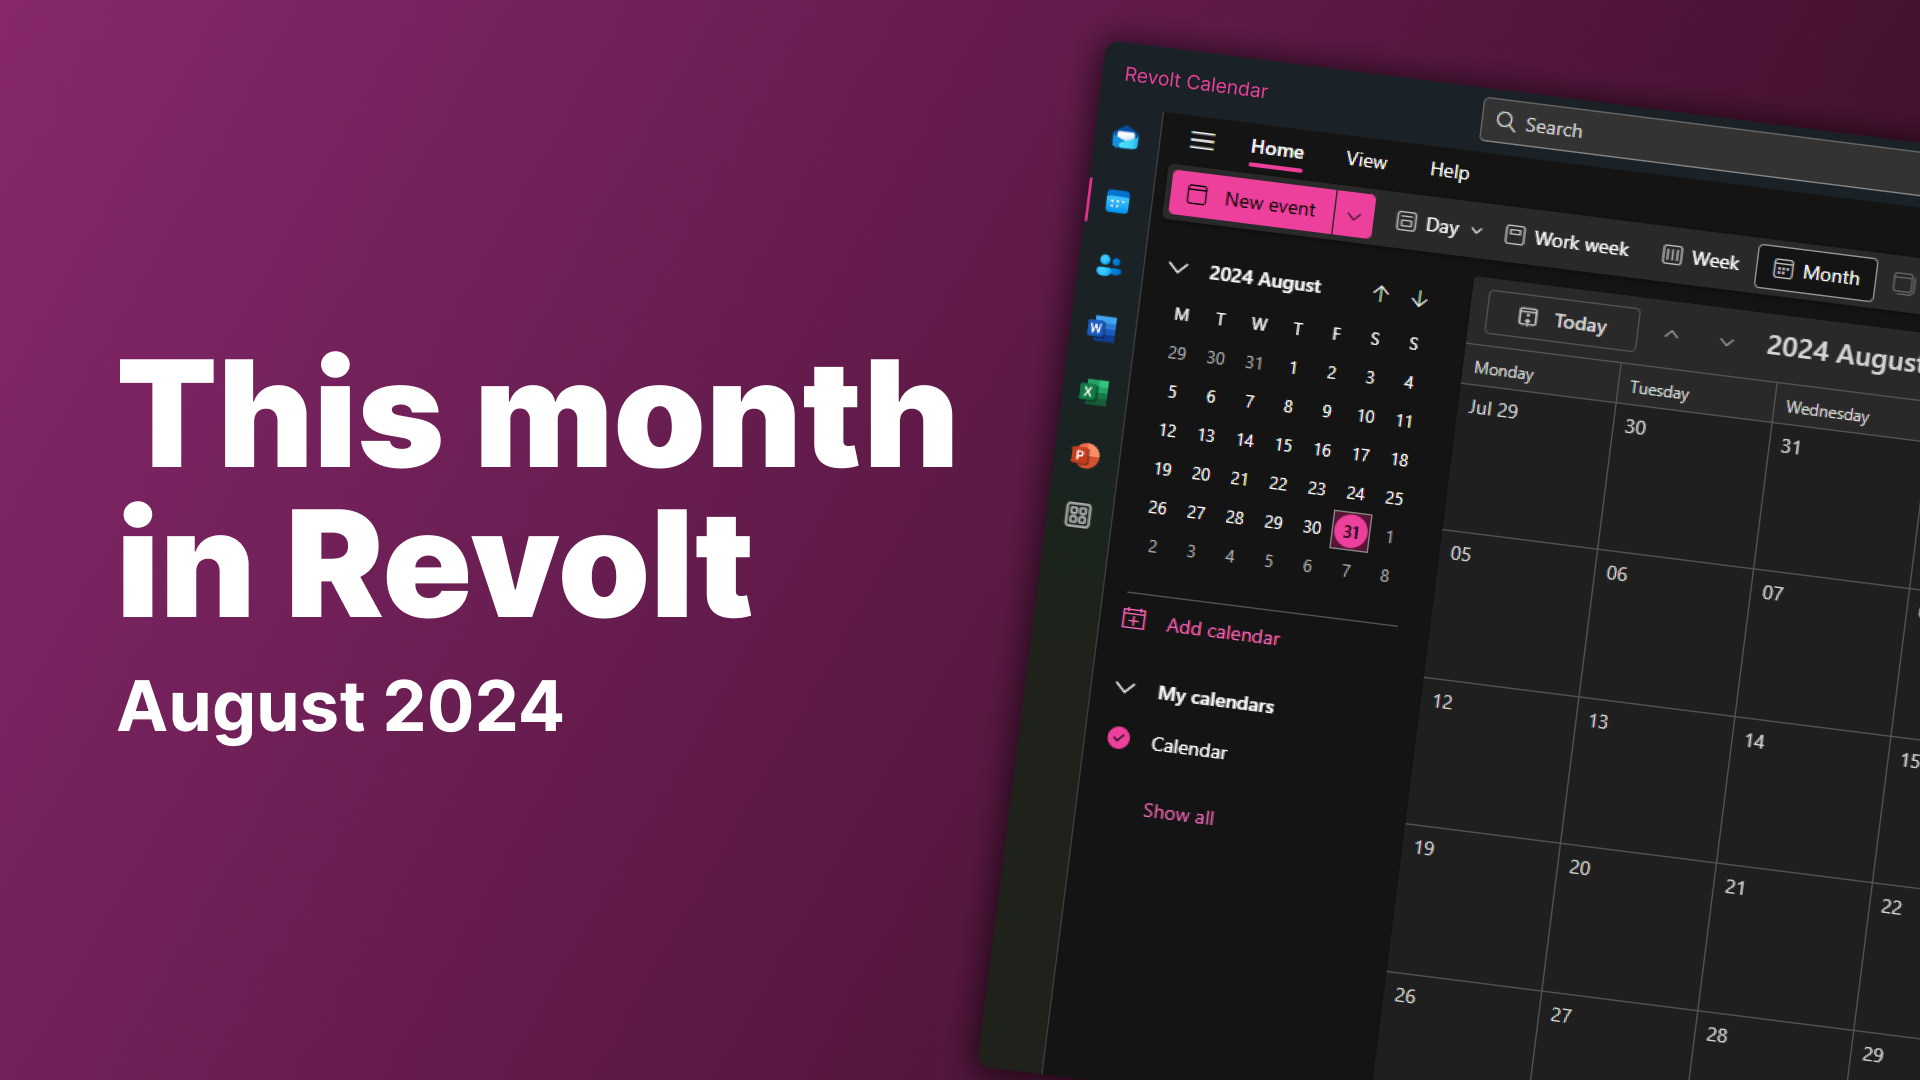 This month
in Revolt
August 2024
Revolt Calendar
Search
Home View Help
New event Day Work week Week Month
2024 August
M T W T F S S
29 30 31 1 2 3 4
5 6 7 8 9 10 11
12 13 14 15 16 17 18
19 20 21 22 23 24 25
26 27 28 29 30 31 1
2 3 4 5 6 7 8
Add calendar
My calendars
Calendar
Show all
W
X
P
Today 2024 August
Monday Tuesday Wednesday
Jul 29 30 31
05 06 07
12 13 14 15
19 20 21 22
26 27 28 29